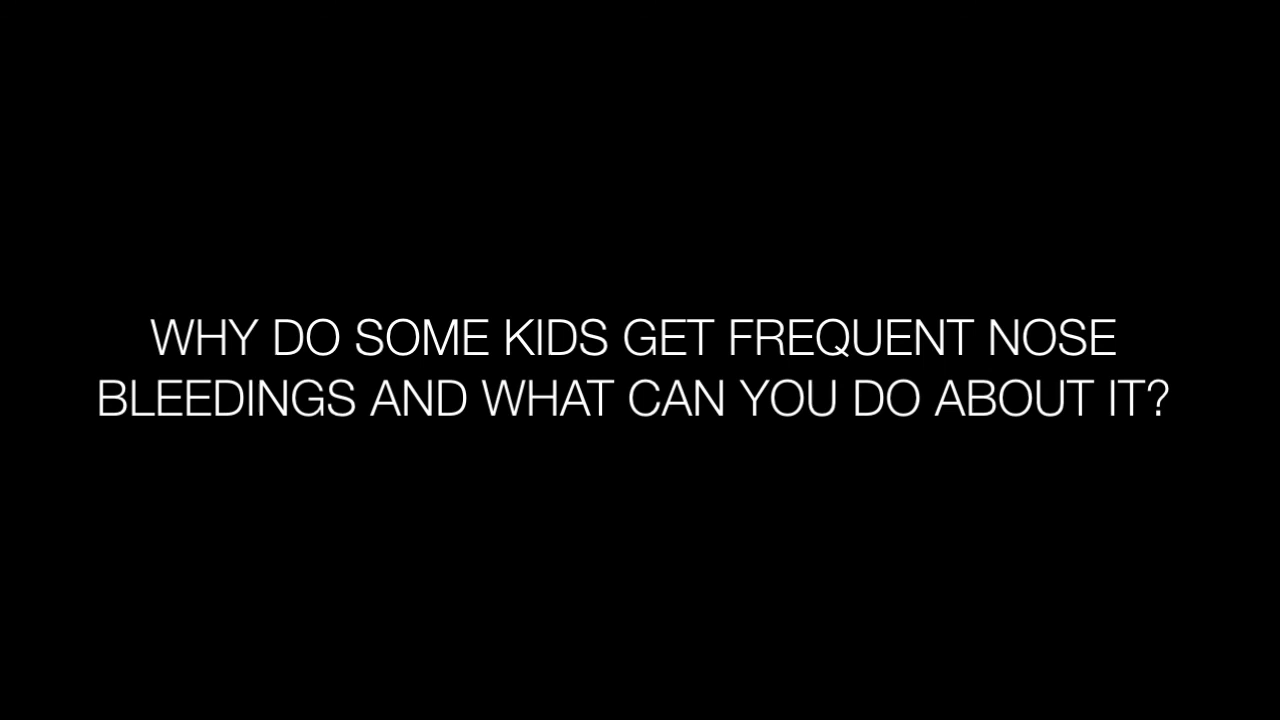 WHY DO SOME KIDS GET FREQUENT NOSE
BLEEDINGS AND WHAT CAN YOU DO ABOUT IT?